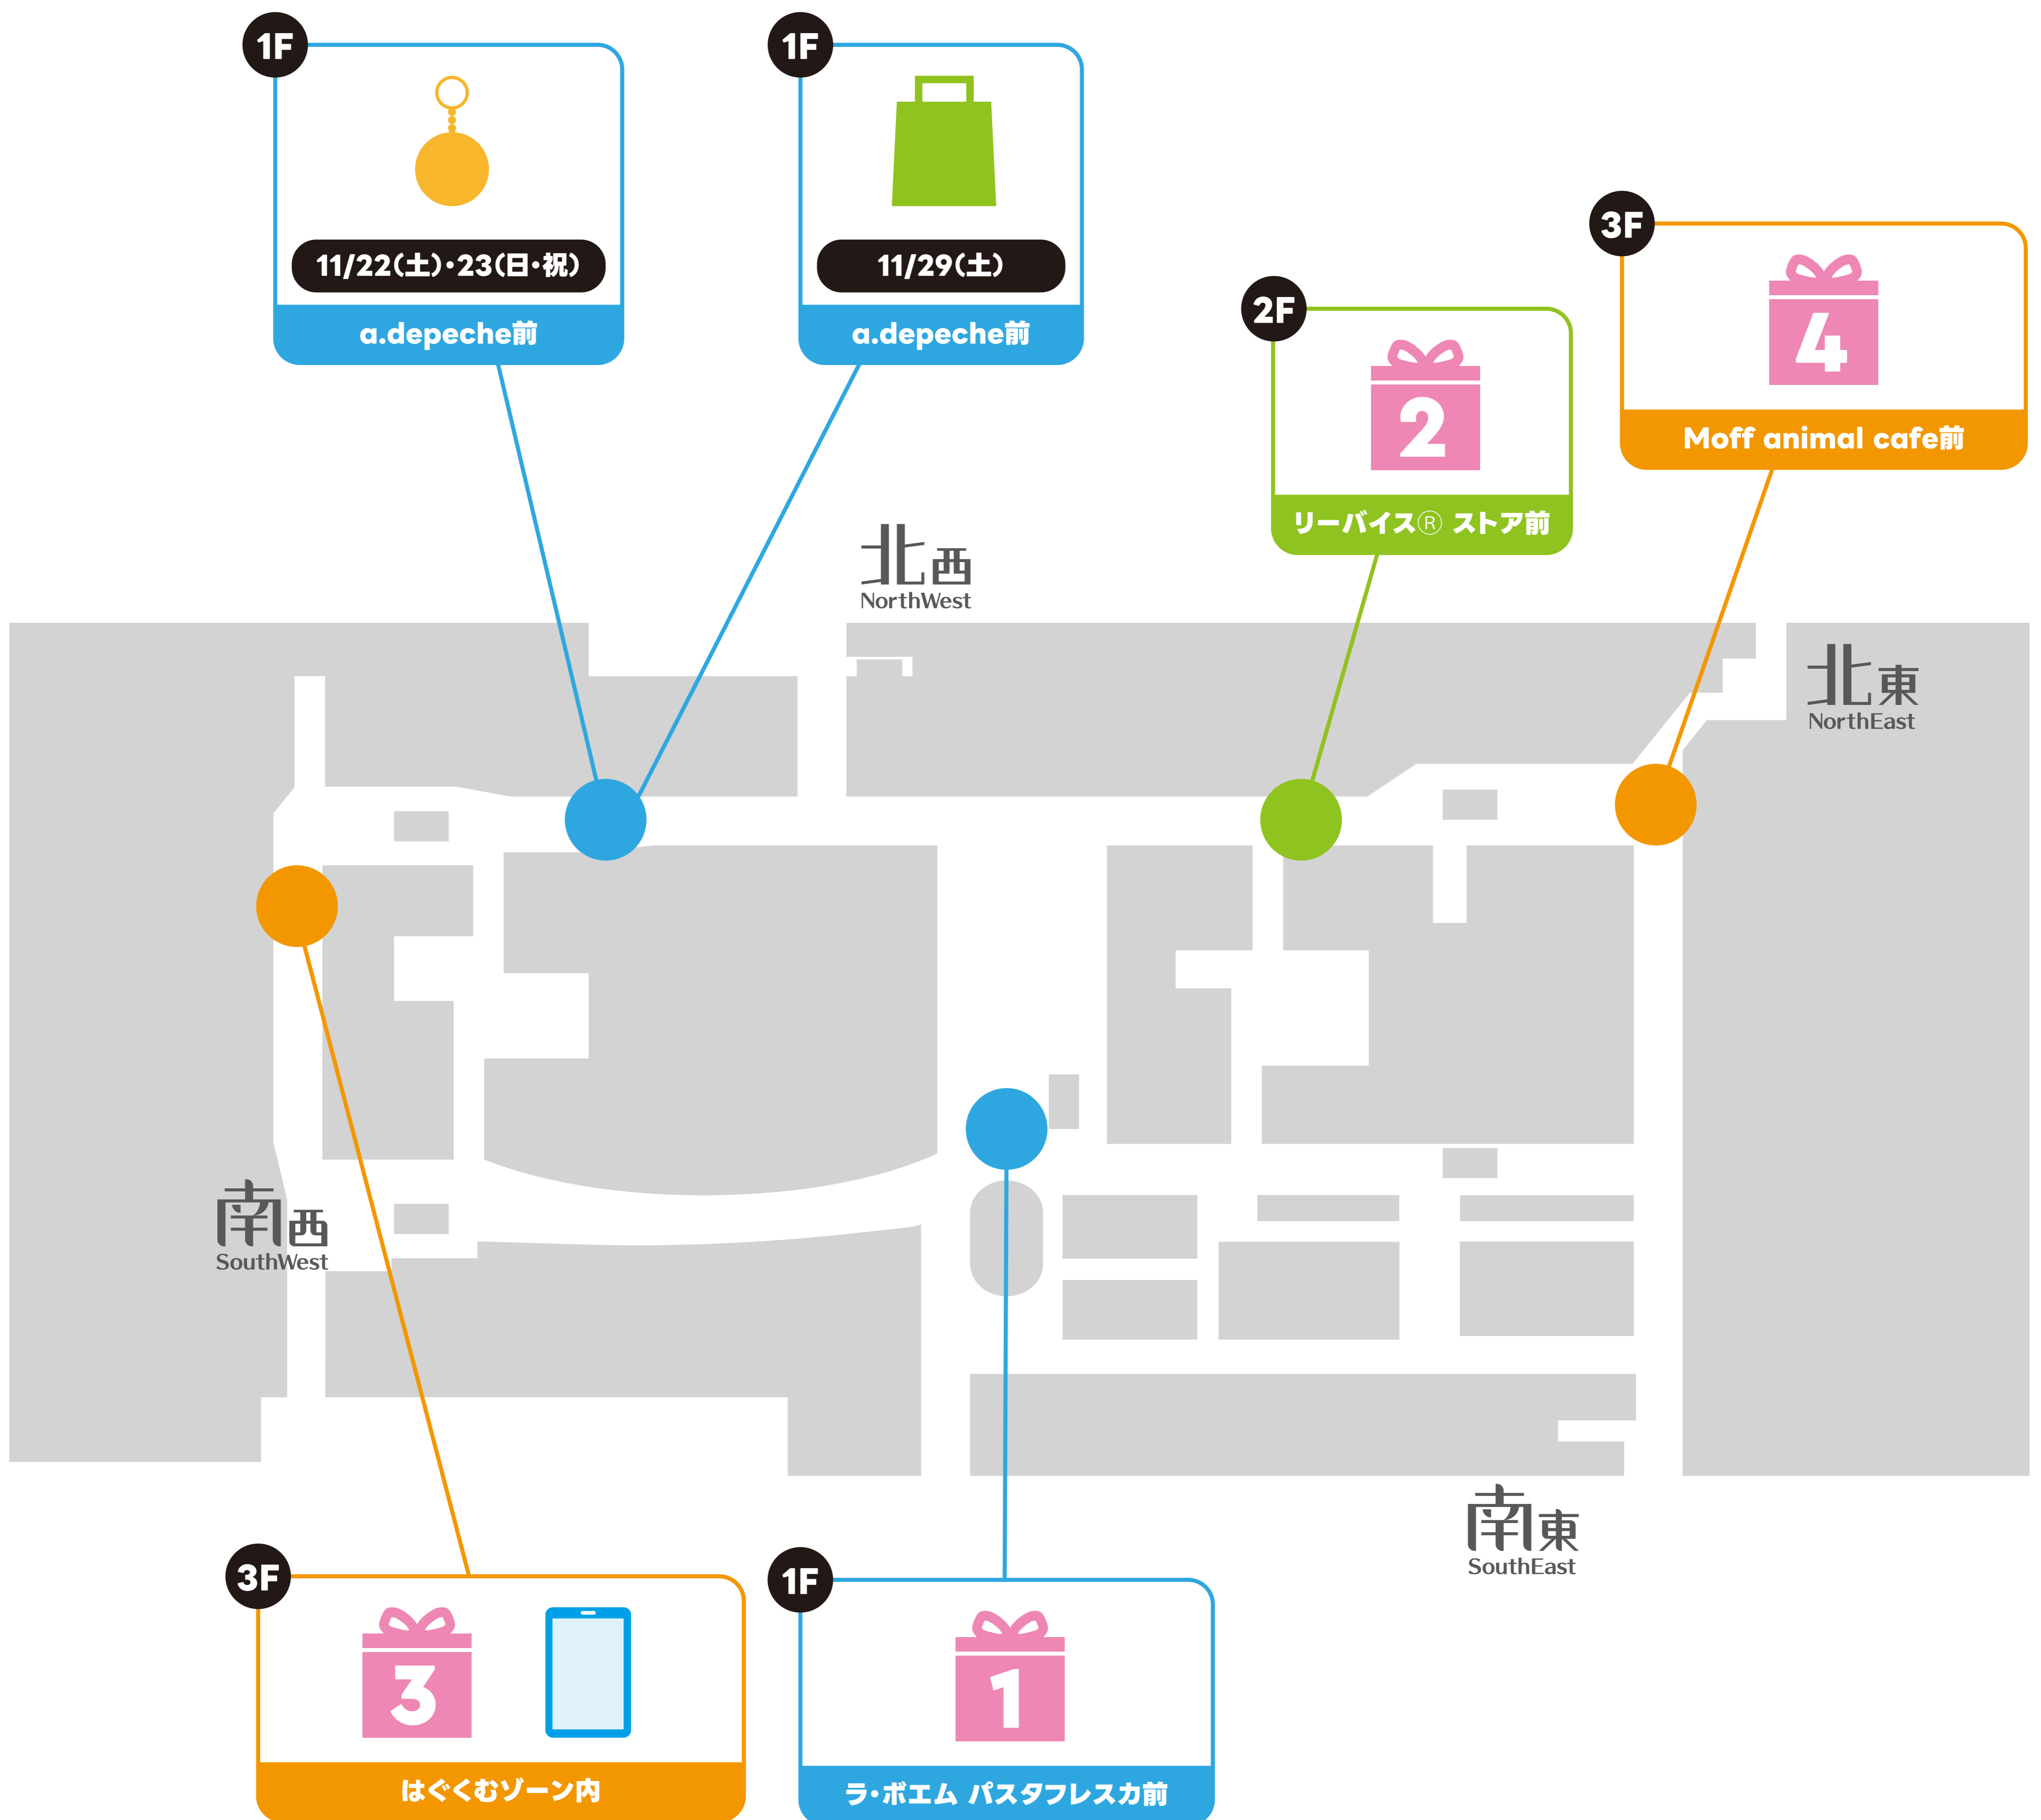 1F
11/22(土)・23(日・祝)
a.depeche前
1F
11/29(土)
a.depeche前
2F
2
リーバイス® ストア前
3F
4
Moff animal cafe前
北西
NorthWest
北東
NorthEast
南西
SouthWest
南東
SouthEast
3F
3
はぐくむゾーン内
1F
1
ラ・ボエム パスタフレスカ前